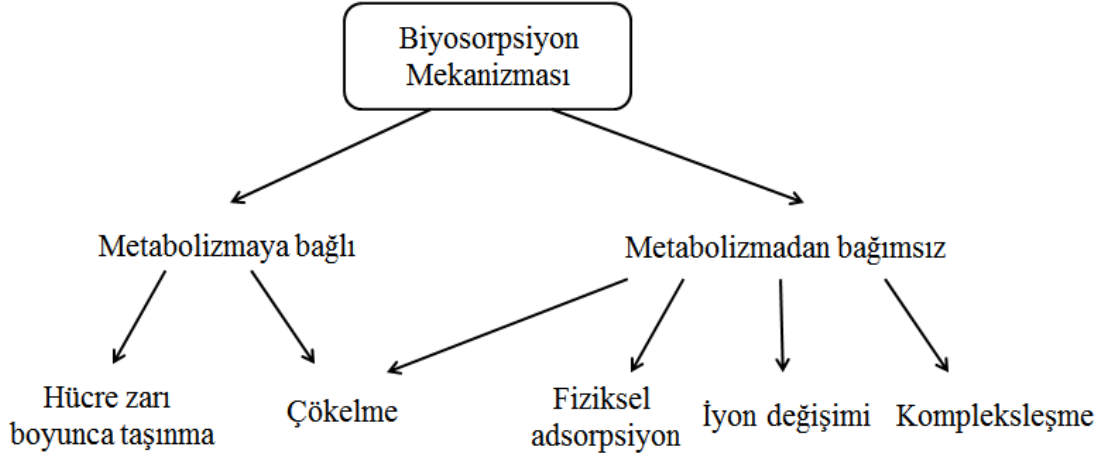 Biyosorpsiyon
Mekanizması
Metabolizmaya bağlı
Metabolizmadan bağımsız
Hücre zarı
boyunca taşınma
Çökelme
Fiziksel
adsorpsiyon
İyon değişimi
Kompleksleşme